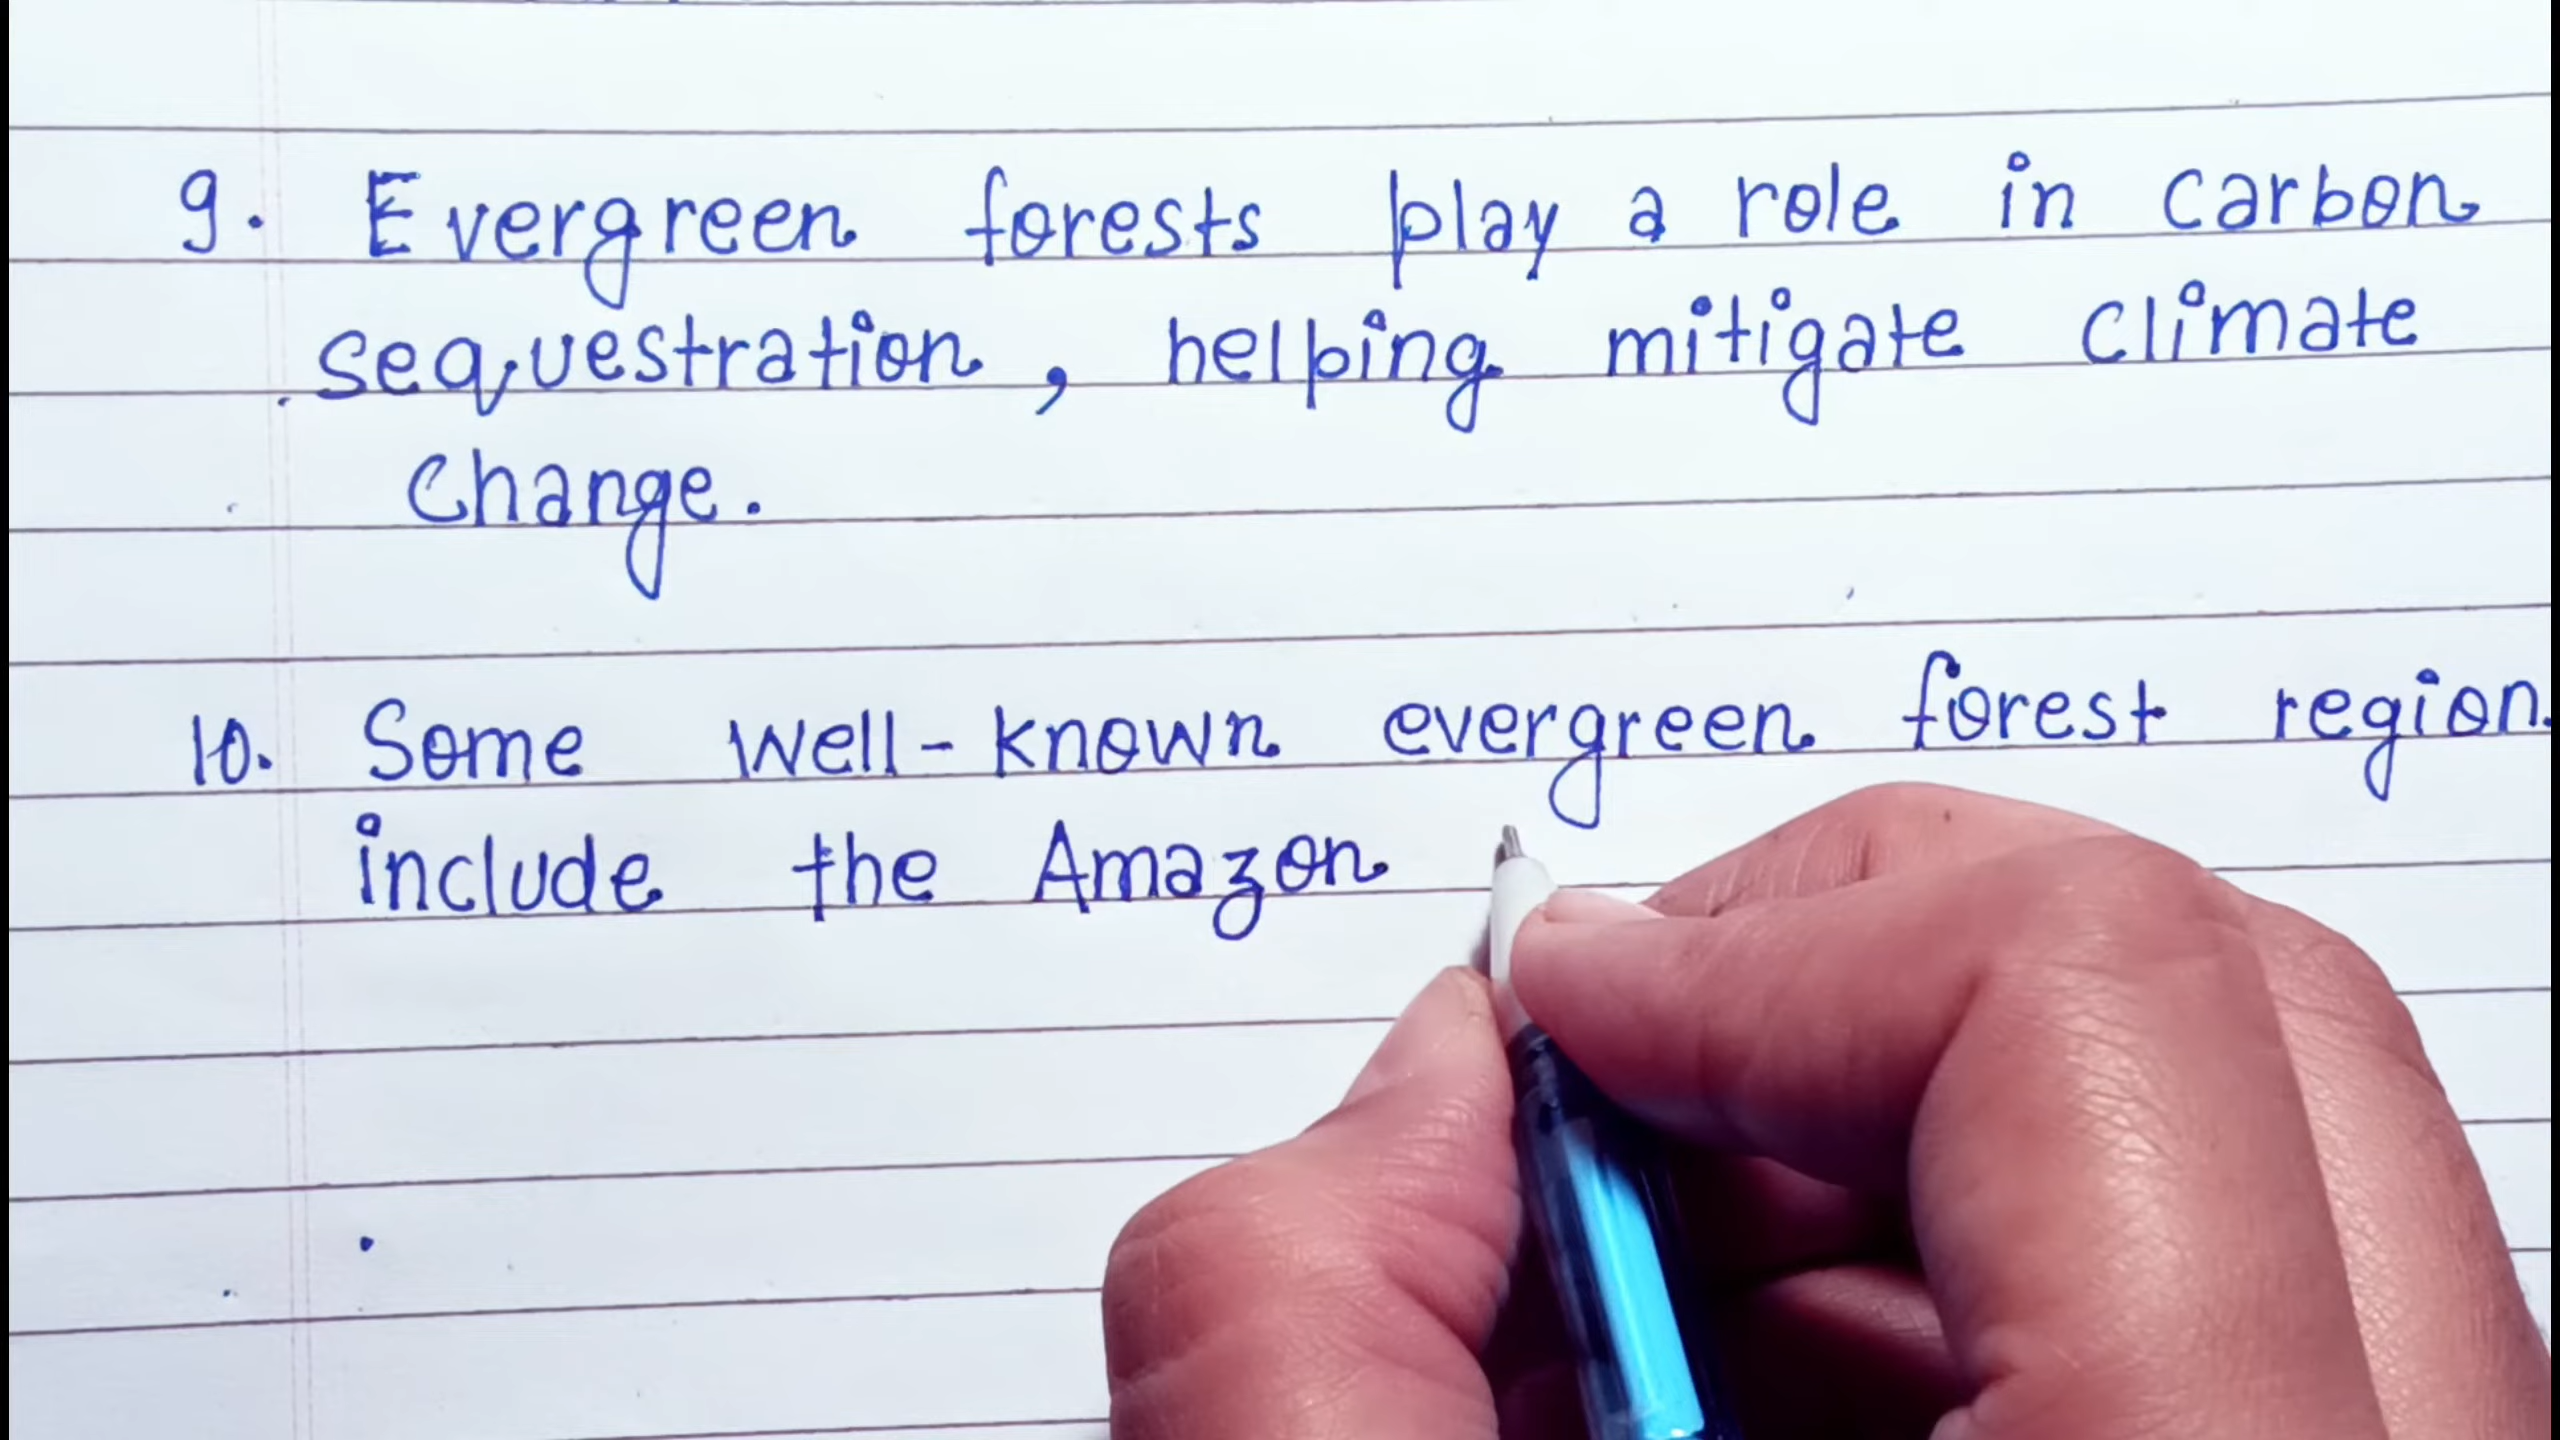 9. Evergreen forests play a role in carbon
sequestration, helping mitigate climate
change.
10. Some well-known evergreen forest region
include the Amazon